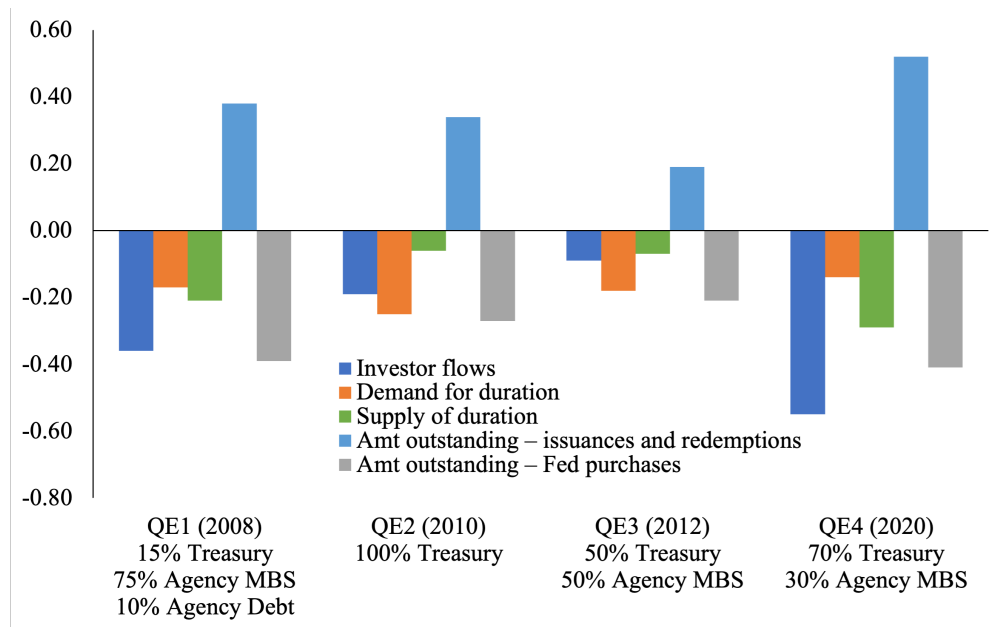 0.60
0.40
0.20
0.00
-0.20
-0.40
-0.60
-0.80
Investor flows
Demand for duration
Supply of duration
Amt outstanding – issuances and redemptions
Amt outstanding – Fed purchases
QE1 (2008)
15% Treasury
75% Agency MBS
10% Agency Debt
QE2 (2010)
100% Treasury
QE3 (2012)
50% Treasury
50% Agency MBS
QE4 (2020)
70% Treasury
30% Agency MBS